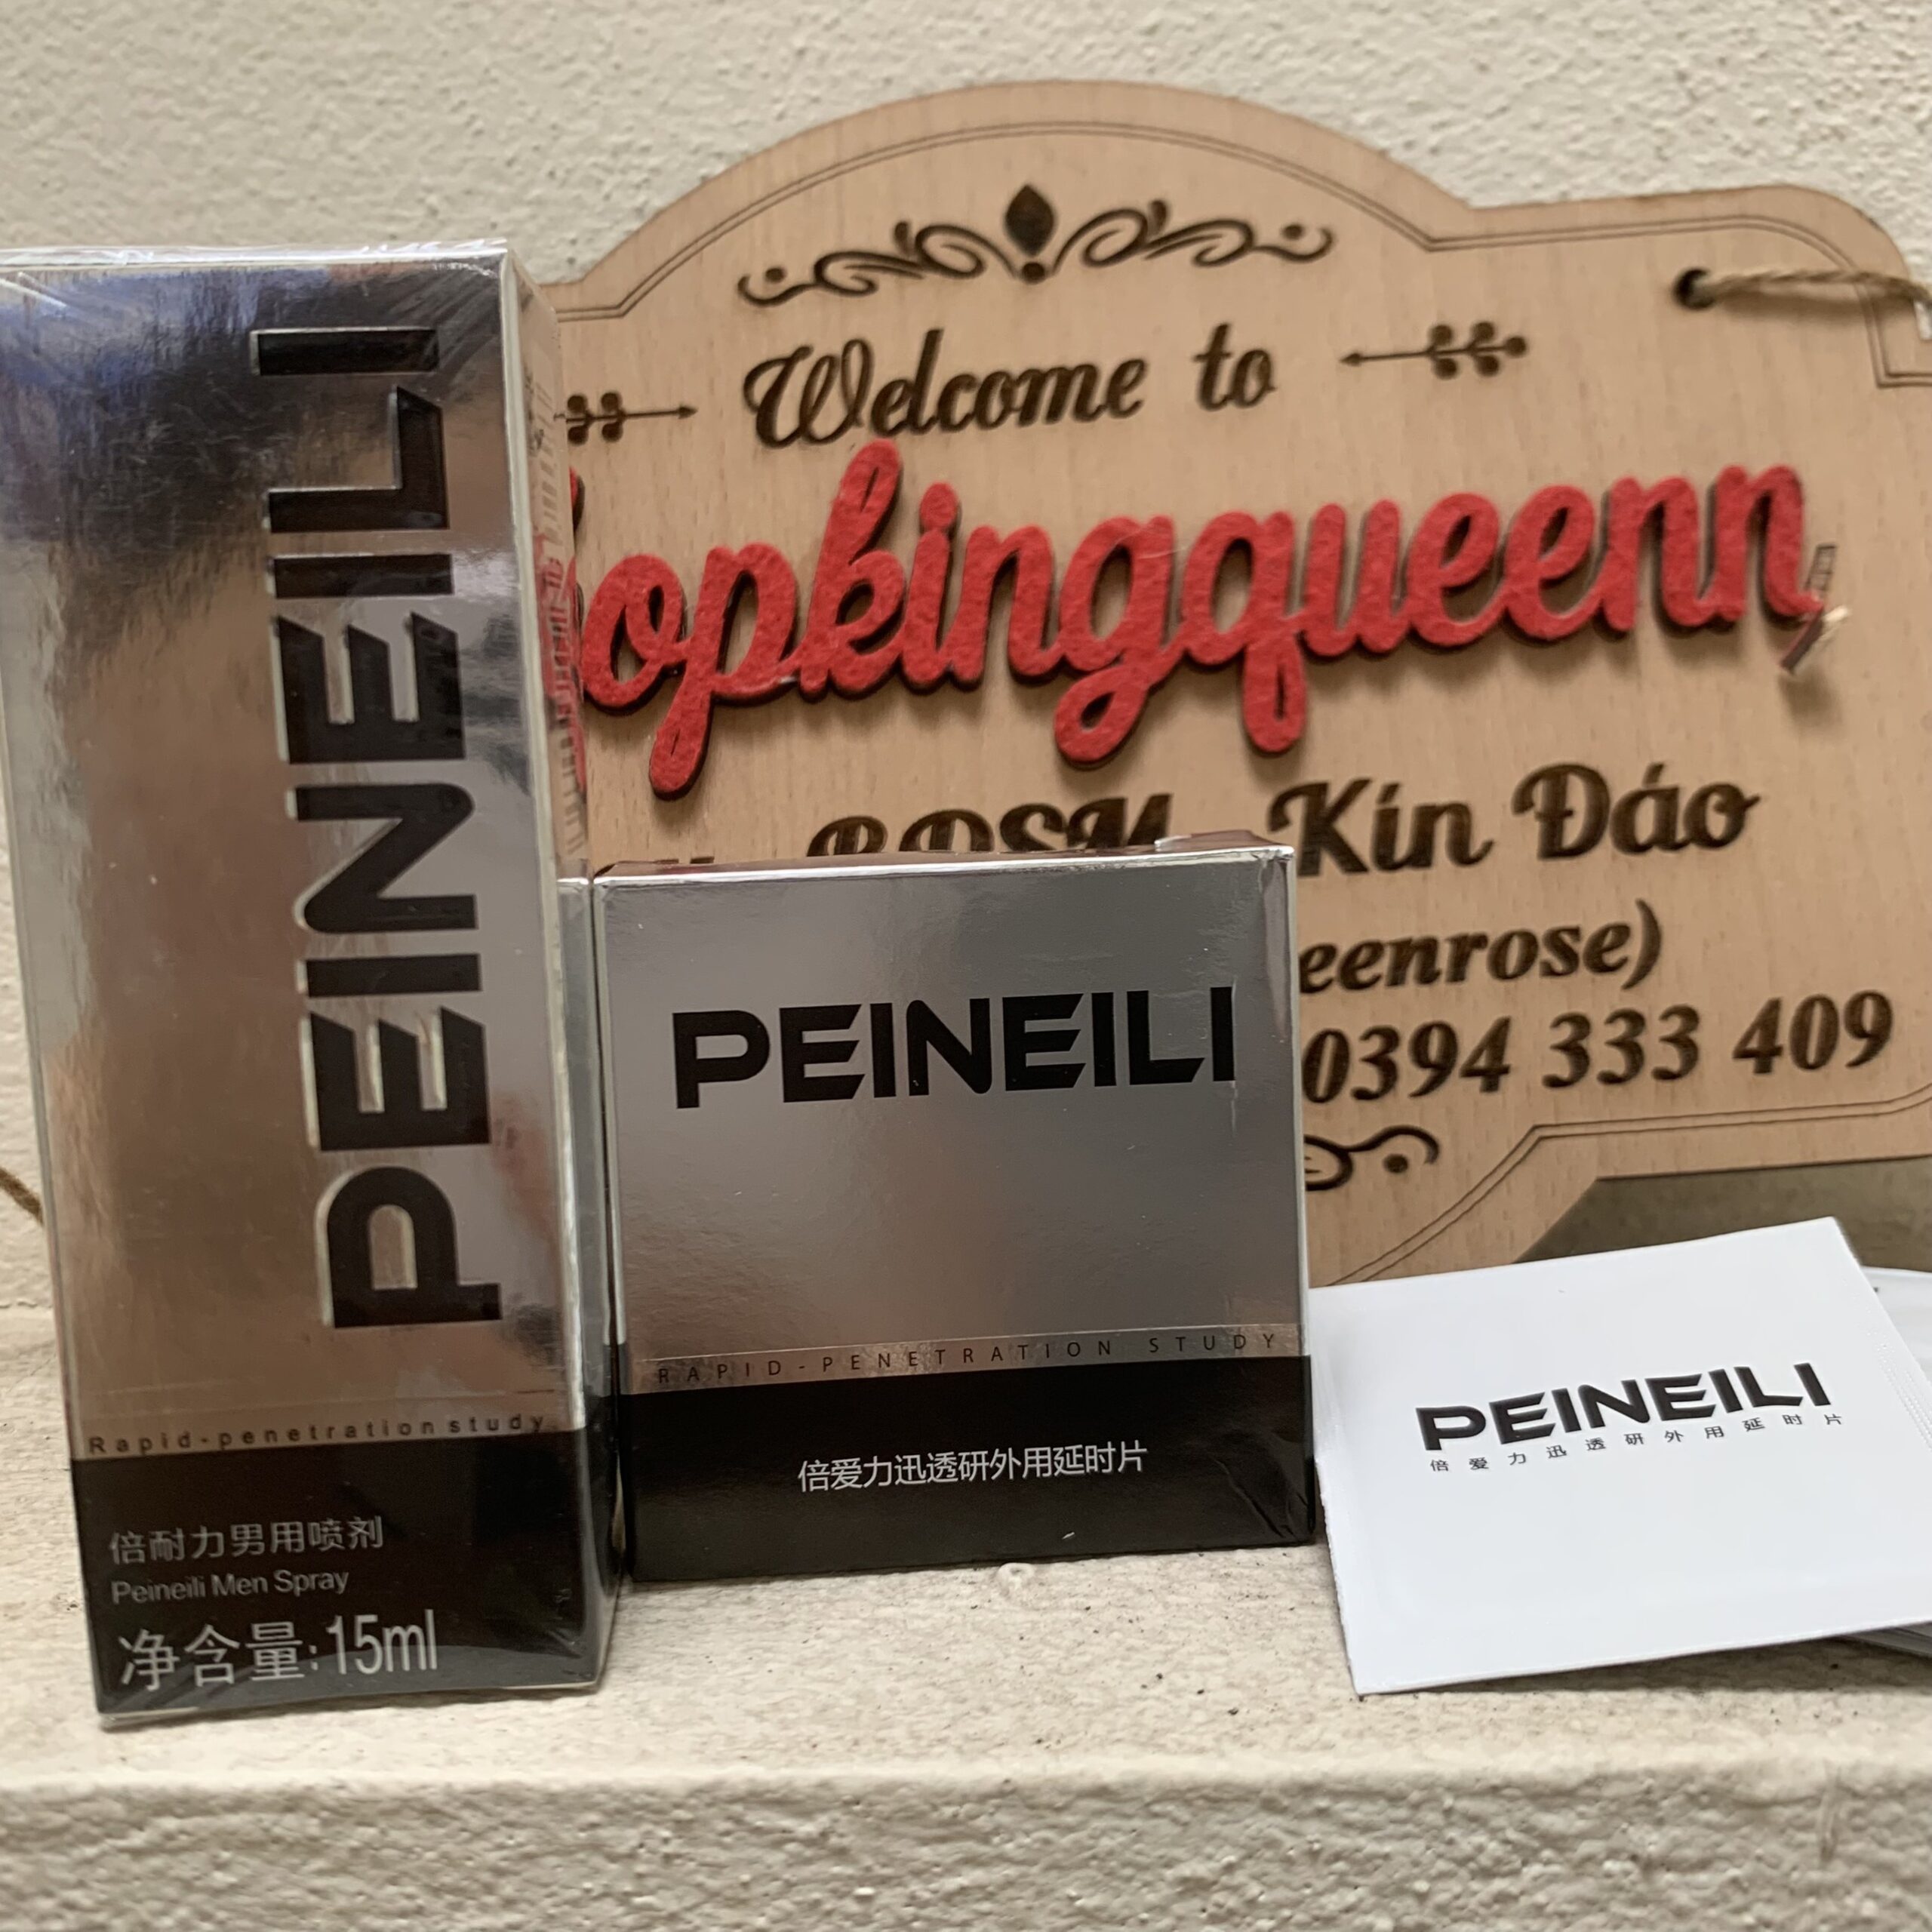 Welcome to
opkingqueenn
BDSM Kín Đáo
eenrose)
0394 333 409
PEINEILI
Rapid-penetration study
倍耐力男用喷剂
Peineili Men Spray
净含量:15ml
PEINEILI
RAPID-PENETRATION STUDY
倍爱力迅透研外用延时片
PEINEILI
倍爱力迅透研外用延时片